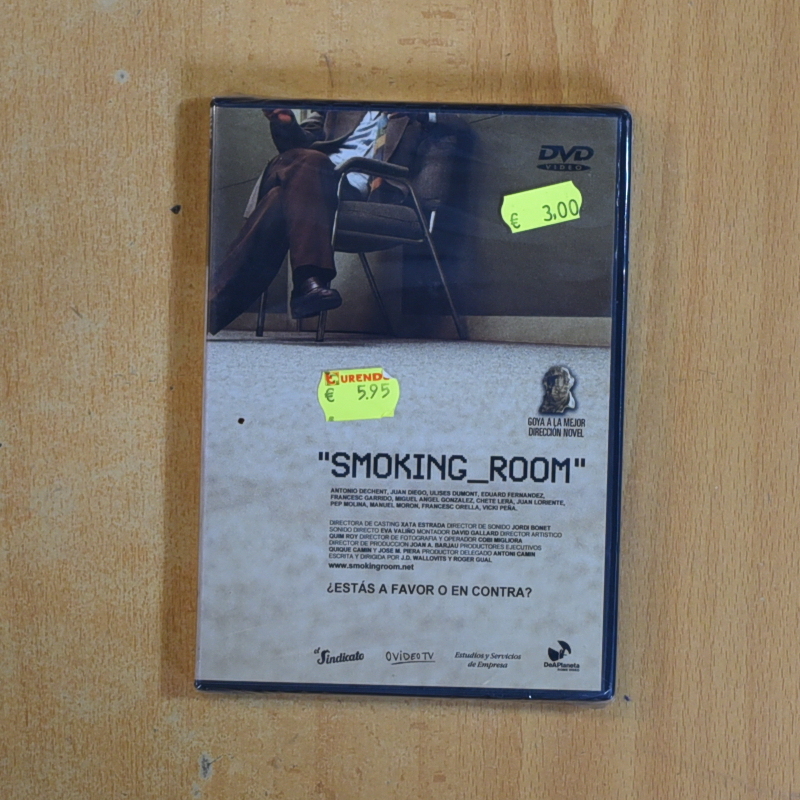 DVD
VIDEO
€ 3,00
OURENSE
€ 5.95
GOYA A LA MEJOR
DIRECCIÓN NOVEL
"SMOKING_ROOM"
ANTONIO DECHENT, JUAN DIEGO, ULISES DUMONT, EDUARD FERNANDEZ,
FRANCESC GARRIDO, MIGUEL ANGEL GONZALEZ, CHETE LERA, JUAN LORIENTE,
PEP MOLINA, MANUEL MORON, FRANCESC ORELLA, VICKI PEÑA.
DIRECTORA DE CASTING XATA ESTRADA DIRECTOR DE SONIDO JORDI BONET
SONIDO DIRECTO EVA VALIÑO MONTADOR DAVID GALLARD DIRECTOR ARTISTICO
QUIM ROY DIRECTOR DE FOTOGRAFIA Y OPERADOR COBI MIGLIORA
DIRECTOR DE PRODUCCION JOAN A. BARJAU PRODUCTORES EJECUTIVOS
QUIQUE CAMIN Y JOSE M. PIERA PRODUCTOR DELEGADO ANTONI CAMIN
ESCRITA Y DIRIGIDA POR J.D. WALLOVITS Y ROGER GUAL
www.smokingroom.net
¿ESTÁS A FAVOR O EN CONTRA?
el Sindicato
OVIDEOTV
Estudios y Servicios
de Empresa
DeAPlaneta